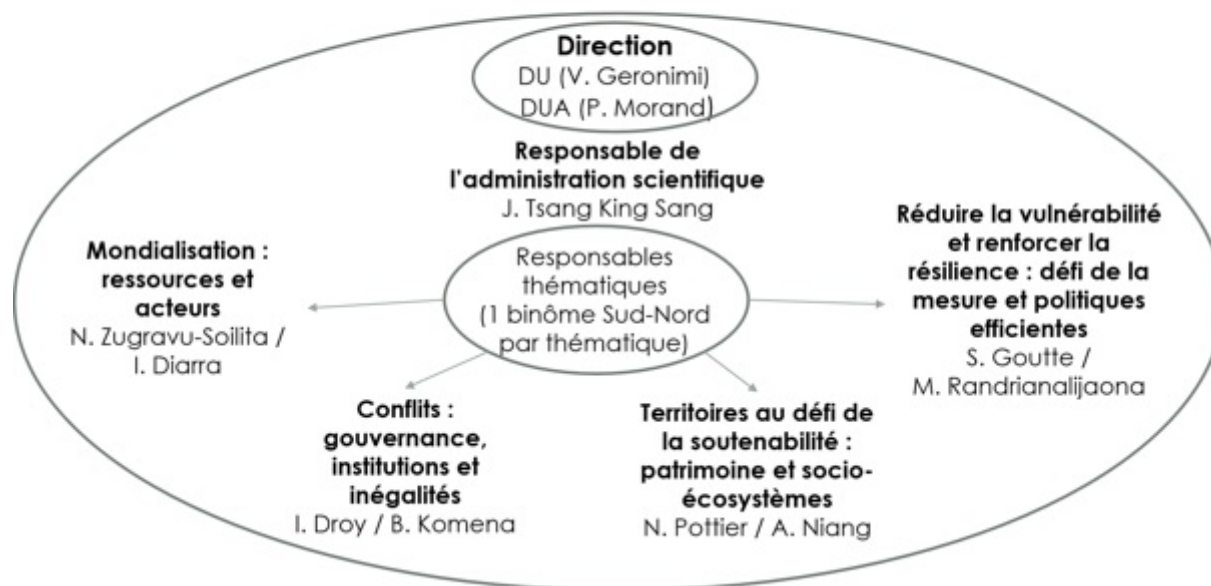 Direction
DU (V. Geronimi)
DUA (P. Morand)
Responsable de
l'administration scientifique
J. Tsang King Sang
Mondialisation :
ressources et
acteurs
N. Zugravu-Soilita /
I. Diarra
Responsables
thématiques
(1 binôme Sud-Nord
par thématique)
Réduire la vulnérabilité
et renforcer la
résilience : défi de la
mesure et politiques
efficientes
S. Goutte /
M. Randrianalijaona
Conflits :
gouvernance,
institutions et
inégalités
I. Droy / B. Komena
Territoires au défi de
la soutenabilité :
patrimoine et socio-
écosystèmes
N. Pottier / A. Niang